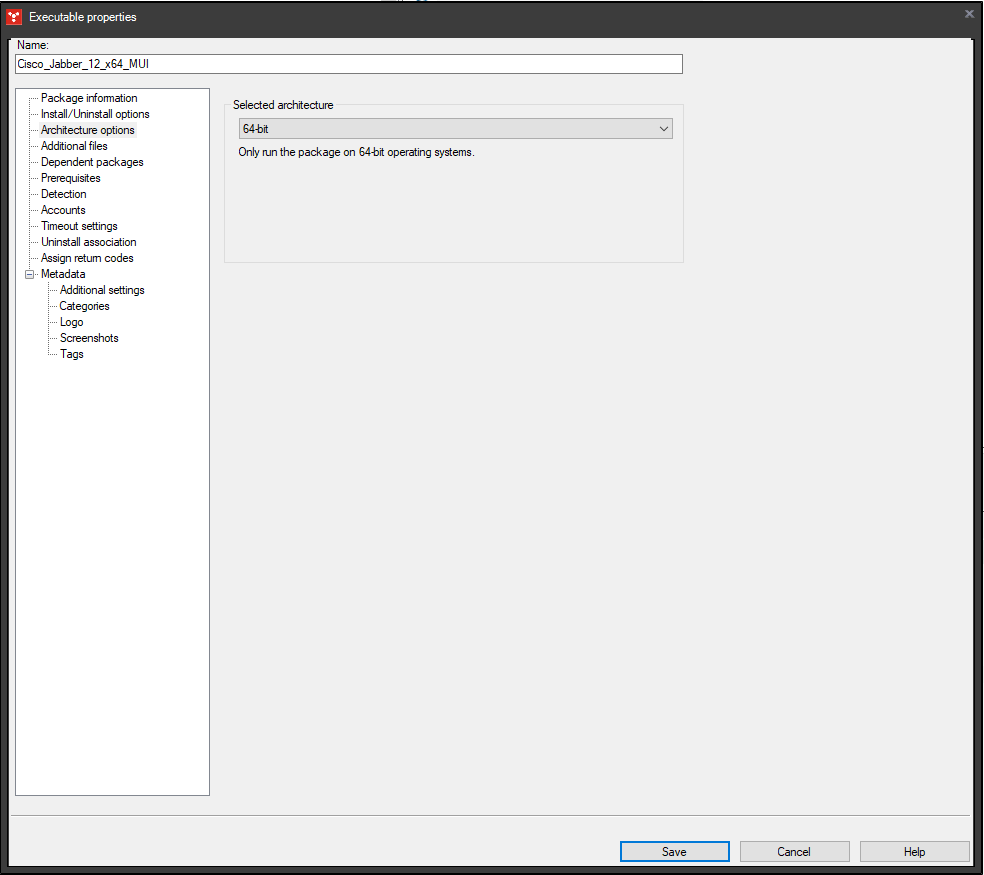 Executable properties
Name:
Cisco_Jabber_12_x64_MUI
Package information
Install/Uninstall options
Architecture options
Additional files
Dependent packages
Prerequisites
Detection
Accounts
Timeout settings
Uninstall association
Assign return codes
Metadata
Additional settings
Categories
Logo
Screenshots
Tags
Selected architecture
64-bit
Only run the package on 64-bit operating systems.
Save
Cancel
Help